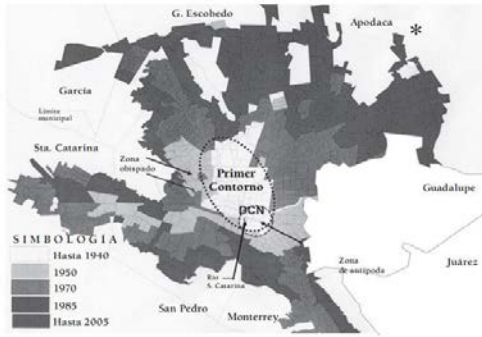 G. Escobedo
Apodaca
*
García
Límite
municipal
Sta. Catarina
Zona
obispado
Primer
Contorno
DCN
Guadalupe
SIMBOLOGIA
Hasta 1940
1950
1970
1985
Hasta 2005
Río
S. Catarina
Zona
de antípoda
Juárez
San Pedro
Monterrey